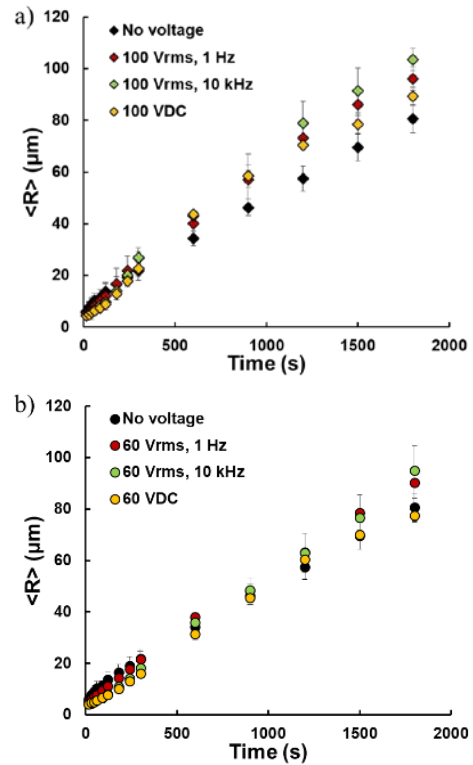 a)
120
No voltage
100 Vrms, 1 Hz
100 Vrms, 10 kHz
100 VDC
100
80
60
40
20
0
<R> (µm)
0 500 1000 1500 2000
Time (s)
b)
120
No voltage
60 Vrms, 1 Hz
60 Vrms, 10 kHz
60 VDC
100
80
60
40
20
0
<R> (µm)
0 500 1000 1500 2000
Time (s)